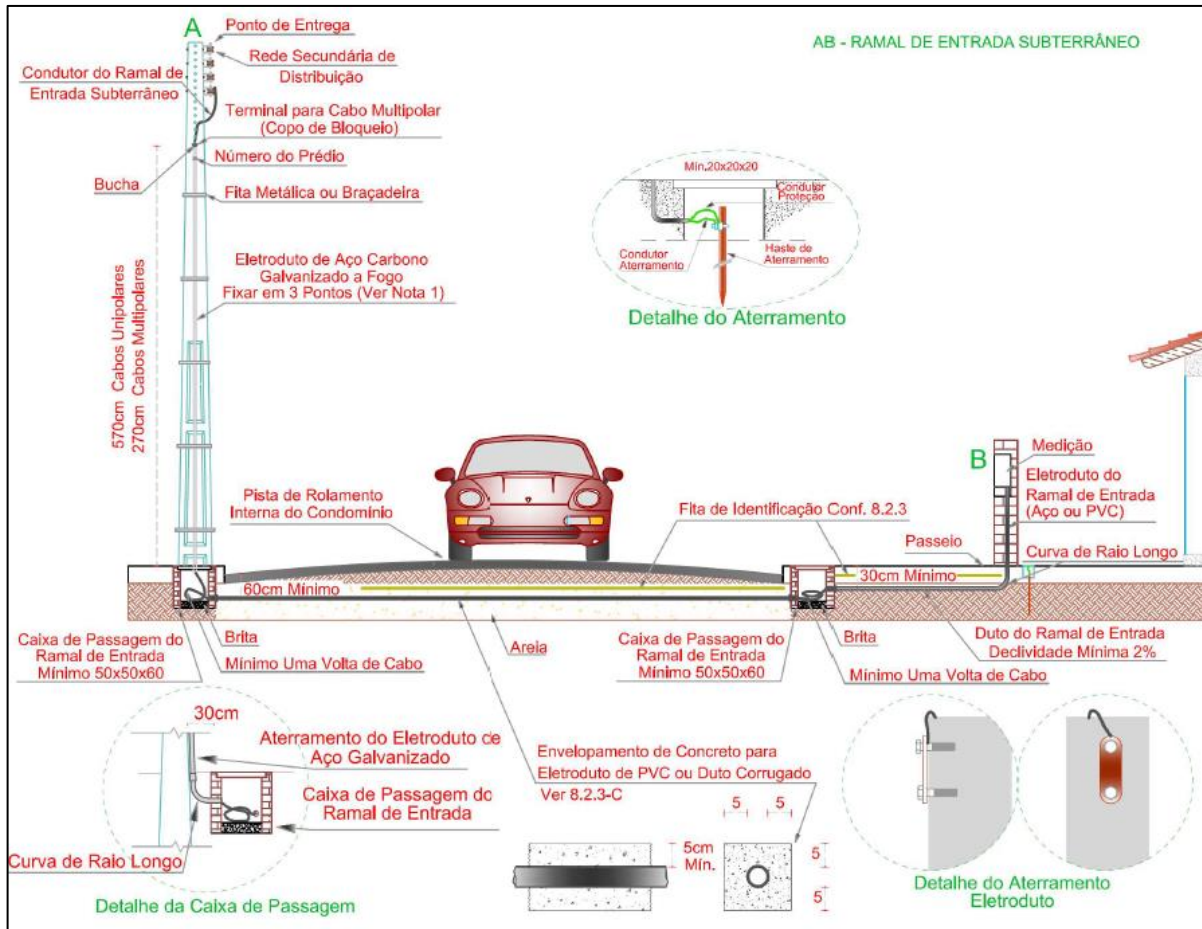 A
Ponto de Entrega
AB - RAMAL DE ENTRADA SUBTERRÂNEO
Rede Secundária de
Distribuição
Condutor do Ramal de
Entrada Subterrâneo
Terminal para Cabo Multipolar
(Copo de Bloqueio)
Número do Prédio
Bucha
Fita Metálica ou Braçadeira
Eletroduto de Aço Carbono
Galvanizado a Fogo
Fixar em 3 Pontos (Ver Nota 1)
570cm Cabos Unipolares
270cm Cabos Multipolares
Mín.20x20x20
Condutor
Proteção
Condutor
Aterramento
Haste de
Aterramento
Detalhe do Aterramento
B
Medição
Eletroduto do
Ramal de Entrada
(Aço ou PVC)
Curva de Raio Longo
Pista de Rolamento
Interna do Condomínio
Fita de Identificação Conf. 8.2.3
Passeio
60cm Mínimo
30cm Mínimo
Caixa de Passagem do
Ramal de Entrada
Mínimo 50x50x60
Brita
Mínimo Uma Volta de Cabo
Areia
Caixa de Passagem do
Ramal de Entrada
Mínimo 50x50x60
Brita
Mínimo Uma Volta de Cabo
Duto do Ramal de Entrada
Declividade Mínima 2%
30cm
Aterramento do Eletroduto de
Aço Galvanizado
Caixa de Passagem do
Ramal de Entrada
Curva de Raio Longo
Detalhe da Caixa de Passagem
Envelopamento de Concreto para
Eletroduto de PVC ou Duto Corrugado
Ver 8.2.3-C
5 5
5cm
Mín.
5
5
Detalhe do Aterramento
Eletroduto